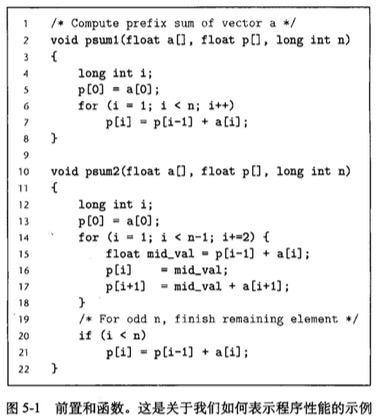 1 /* Compute prefix sum of vector a */
2 void psum1(float a[], float p[], long int n)
3 {
4     long int i;
5     p[0] = a[0];
6     for (i = 1; i < n; i++)
7         p[i] = p[i-1] + a[i];
8 }
9
10 void psum2(float a[], float p[], long int n)
11 {
12     long int i;
13     p[0] = a[0];
14     for (i = 1; i < n-1; i+=2) {
15         float mid_val = p[i-1] + a[i];
16         p[i]    = mid_val;
17         p[i+1]  = mid_val + a[i+1];
18     }
19     /* For odd n, finish remaining element */
20     if (i < n)
21         p[i] = p[i-1] + a[i];
22 }
图 5-1 前置和函数。这是关于我们如何表示程序性能的示例